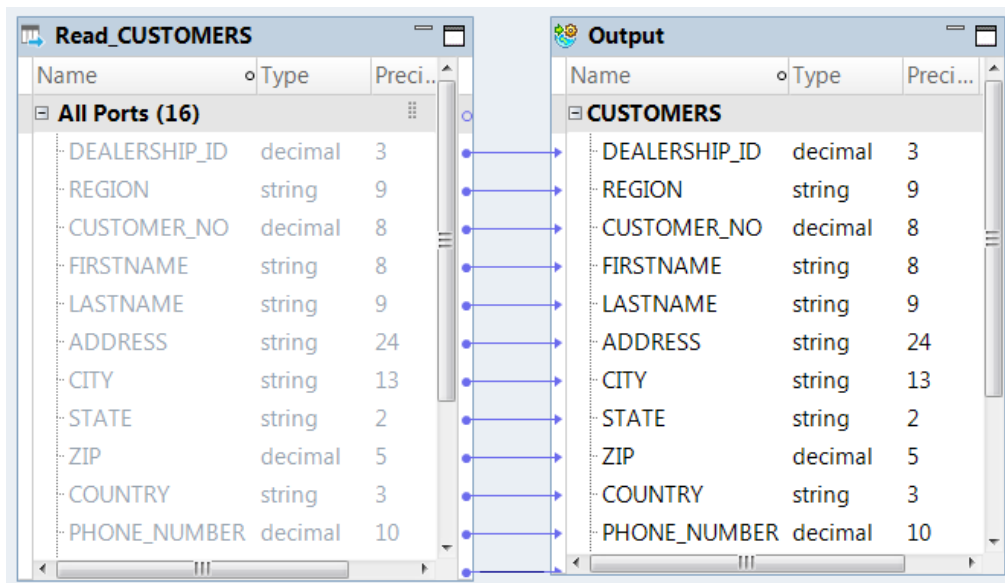 Read_CUSTOMERS
Name Type Preci..
All Ports (16)
DEALERSHIP_ID decimal 3
REGION string 9
CUSTOMER_NO decimal 8
FIRSTNAME string 8
LASTNAME string 9
ADDRESS string 24
CITY string 13
STATE string 2
ZIP decimal 5
COUNTRY string 3
PHONE_NUMBER decimal 10
Output
Name Type Preci...
CUSTOMERS
DEALERSHIP_ID decimal 3
REGION string 9
CUSTOMER_NO decimal 8
FIRSTNAME string 8
LASTNAME string 9
ADDRESS string 24
CITY string 13
STATE string 2
ZIP decimal 5
COUNTRY string 3
PHONE_NUMBER decimal 10